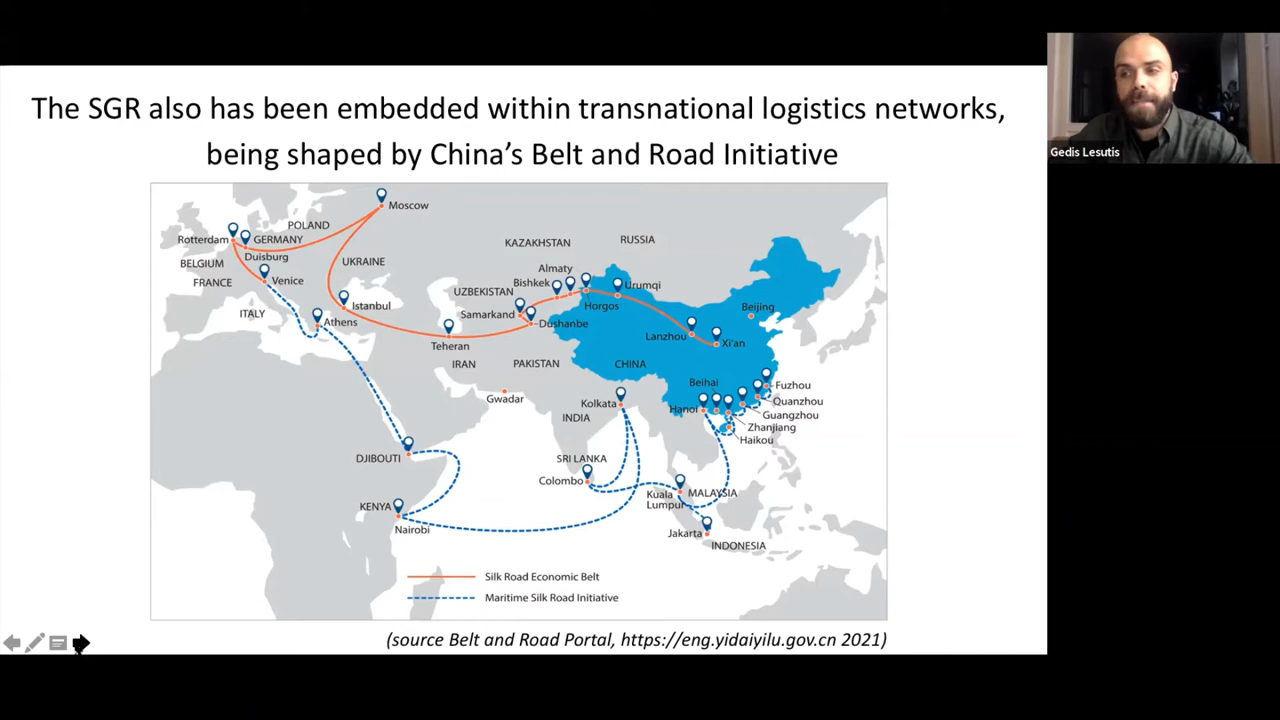 The SGR also has been embedded within transnational logistics networks,
being shaped by China's Belt and Road Initiative
Gedis Lesutis
Moscow
POLAND
Rotterdam
GERMANY
KAZAKHSTAN
RUSSIA
Duisburg
BELGIUM
UKRAINE
Almaty
FRANCE
Venice
Bishkek
Urumqi
UZBEKISTAN
Horgos
Istanbul
Beijing
ITALY
Athens
Samarkand
Dushanbe
Teheran
Lanzhou
Xi'an
IRAN
PAKISTAN
CHINA
Beihai
Fuzhou
Gwadar
Kolkata
Hanoi
Quanzhou
INDIA
Guangzhou
Zhanjiang
Haikou
DJIBOUTI
SRI LANKA
Colombo
Kuala
Lumpur
MALAYSIA
KENYA
Nairobi
Jakarta
INDONESIA
Silk Road Economic Belt
Maritime Silk Road Initiative
(source Belt and Road Portal, https://eng.yidaiyilu.gov.cn 2021)